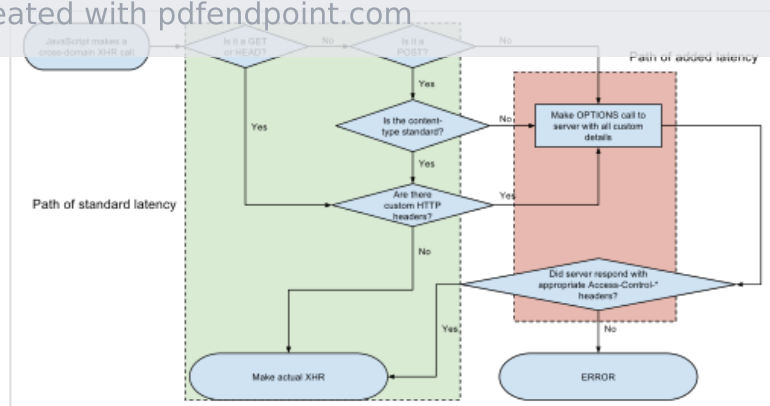 eated with pdfendpoint.com
JavaScript makes a
cross-domain XHR call
Is it a GET
or HEAD?
No
Is it a
POST?
No
Path of added latency
Yes
Is the content-
type standard?
No
Make OPTIONS call to
server with all custom
details
Yes
Yes
Are there
custom HTTP
headers?
Yes
Path of standard latency
No
Did server respond with
appropriate Access-Control-*
headers?
Yes
No
Make actual XHR
ERROR